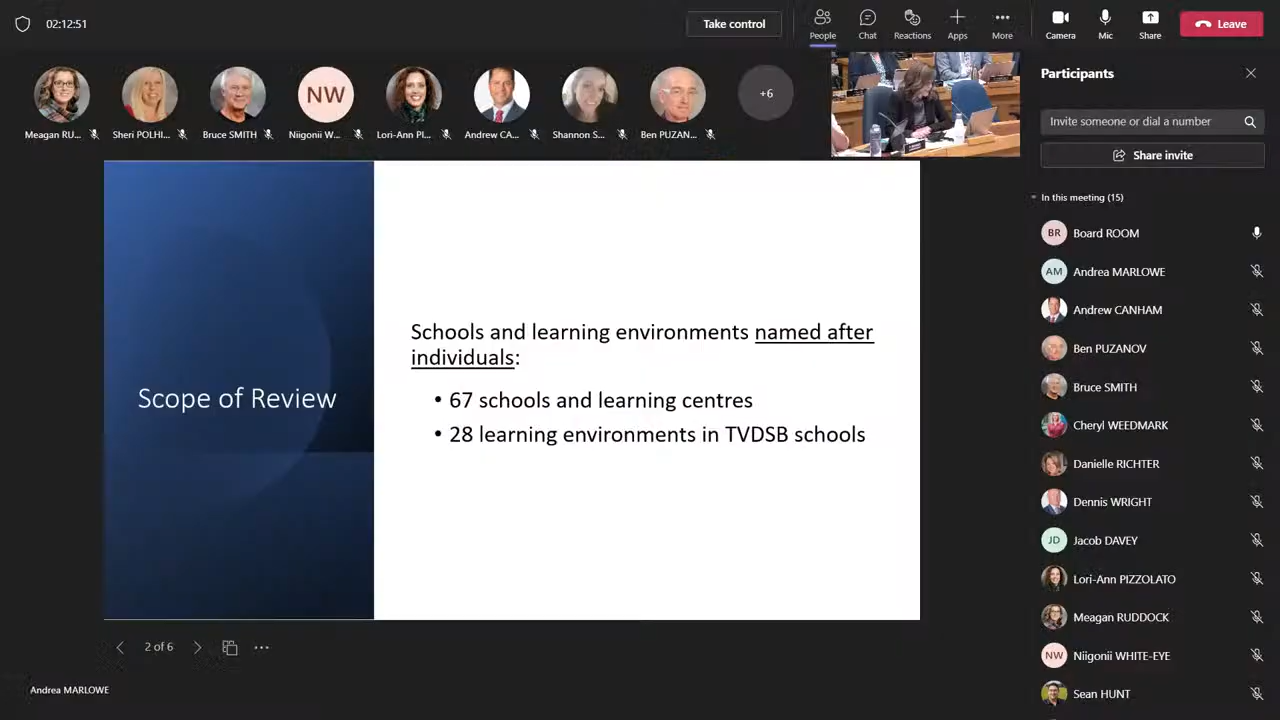 02:12:51
Take control
People
Chat
Reactions
Apps
More
Camera
Mic
Share
Leave
Meagan RU...
Sheri POLHI...
Bruce SMITH
NW
Niigonii W...
Lori-Ann PI...
Andrew CA...
Shannon S...
Ben PUZAN...
+6
Participants
Invite someone or dial a number
Share invite
In this meeting (15)
BR Board ROOM
AM Andrea MARLOWE
Andrew CANHAM
Ben PUZANOV
Bruce SMITH
Cheryl WEEDMARK
Danielle RICHTER
Dennis WRIGHT
JD Jacob DAVEY
Lori-Ann PIZZOLATO
Meagan RUDDOCK
NW Niigonii WHITE-EYE
Sean HUNT
Scope of Review
Schools and learning environments named after
individuals:
• 67 schools and learning centres
• 28 learning environments in TVDSB schools
2 of 6
Andrea MARLOWE